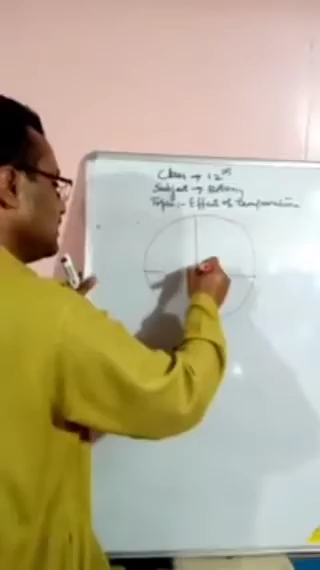 Class → 12th
Subject → Botany
Topic:- Effect of temperature